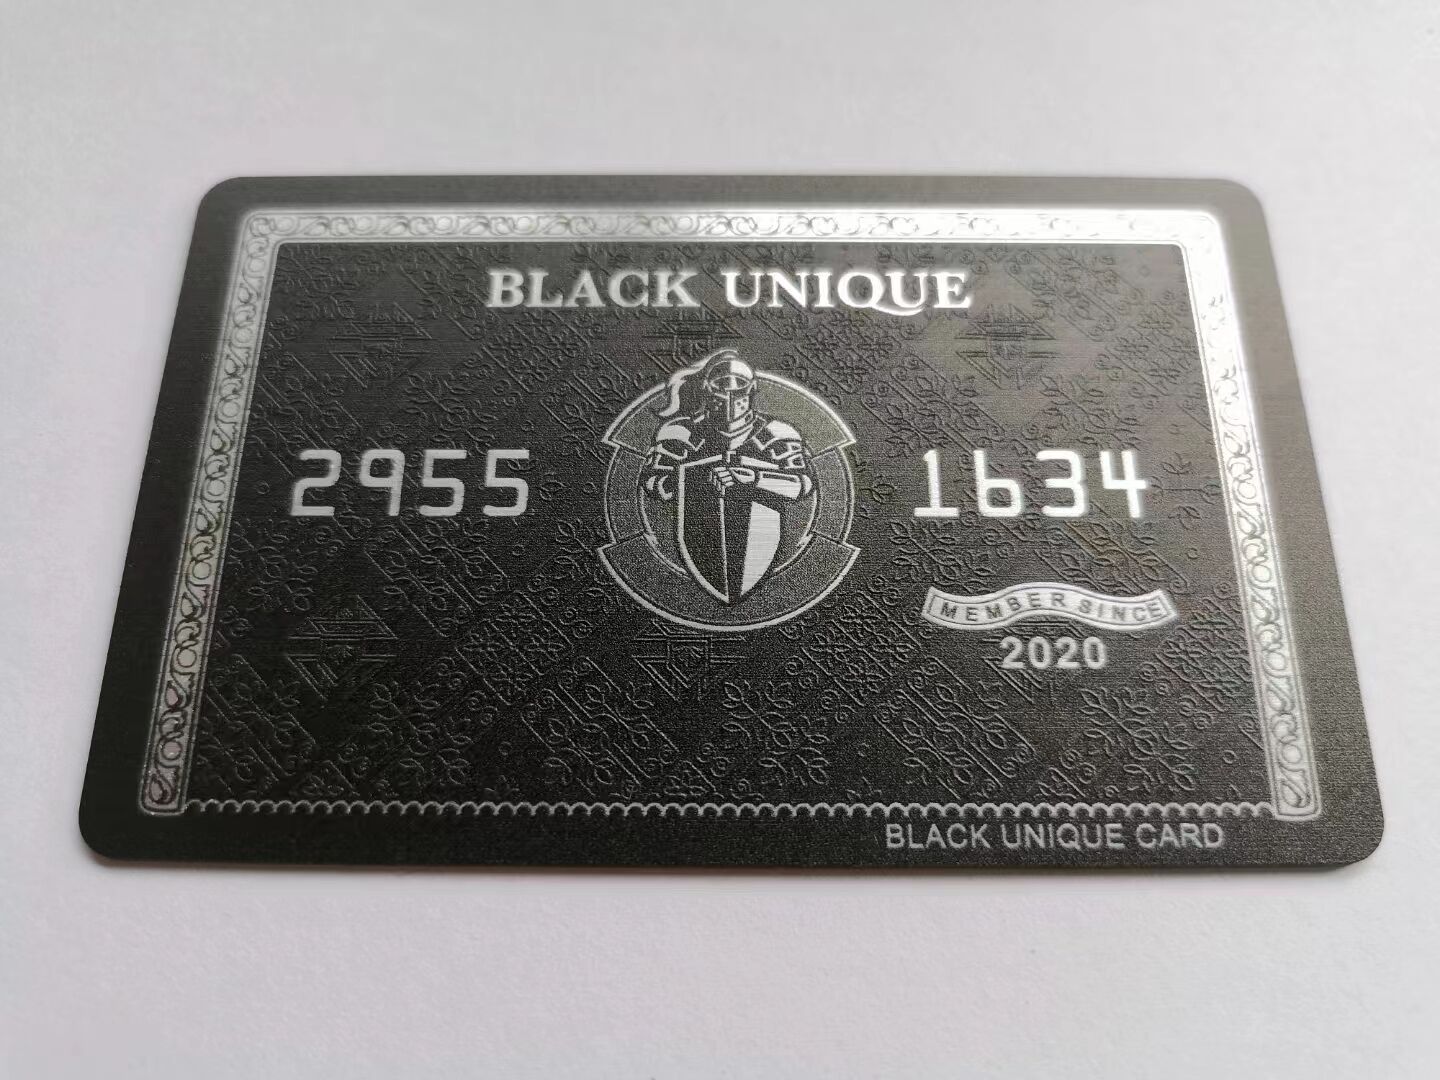 BLACK UNIQUE
2955 1634
MEMBER SINCE
2020
BLACK UNIQUE CARD